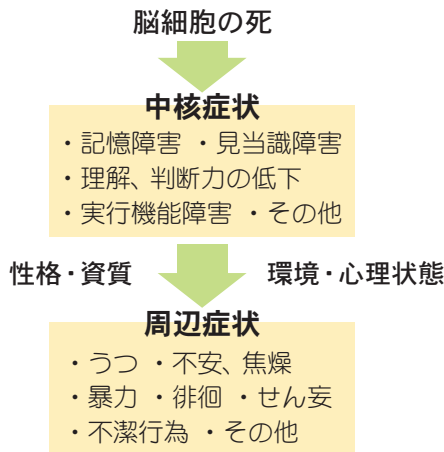 脳細胞の死
中核症状
・記憶障害 ・見当識障害
・理解、判断力の低下
・実行機能障害 ・その他
性格・資質 環境・心理状態
周辺症状
・うつ ・不安、焦燥
・暴力 ・徘徊 ・せん妄
・不潔行為 ・その他